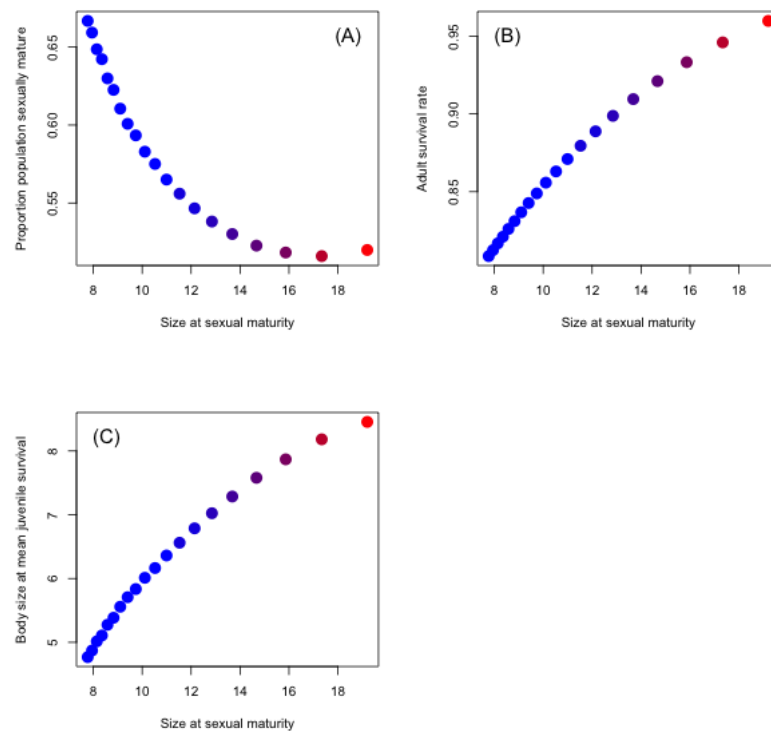 (A)
Proportion population sexually mature
0.65
0.60
0.55
8 10 12 14 16 18
Size at sexual maturity
(B)
Adult survival rate
0.95
0.90
0.85
8 10 12 14 16 18
Size at sexual maturity
(C)
Body size at mean juvenile survival
8
7
6
5
8 10 12 14 16 18
Size at sexual maturity